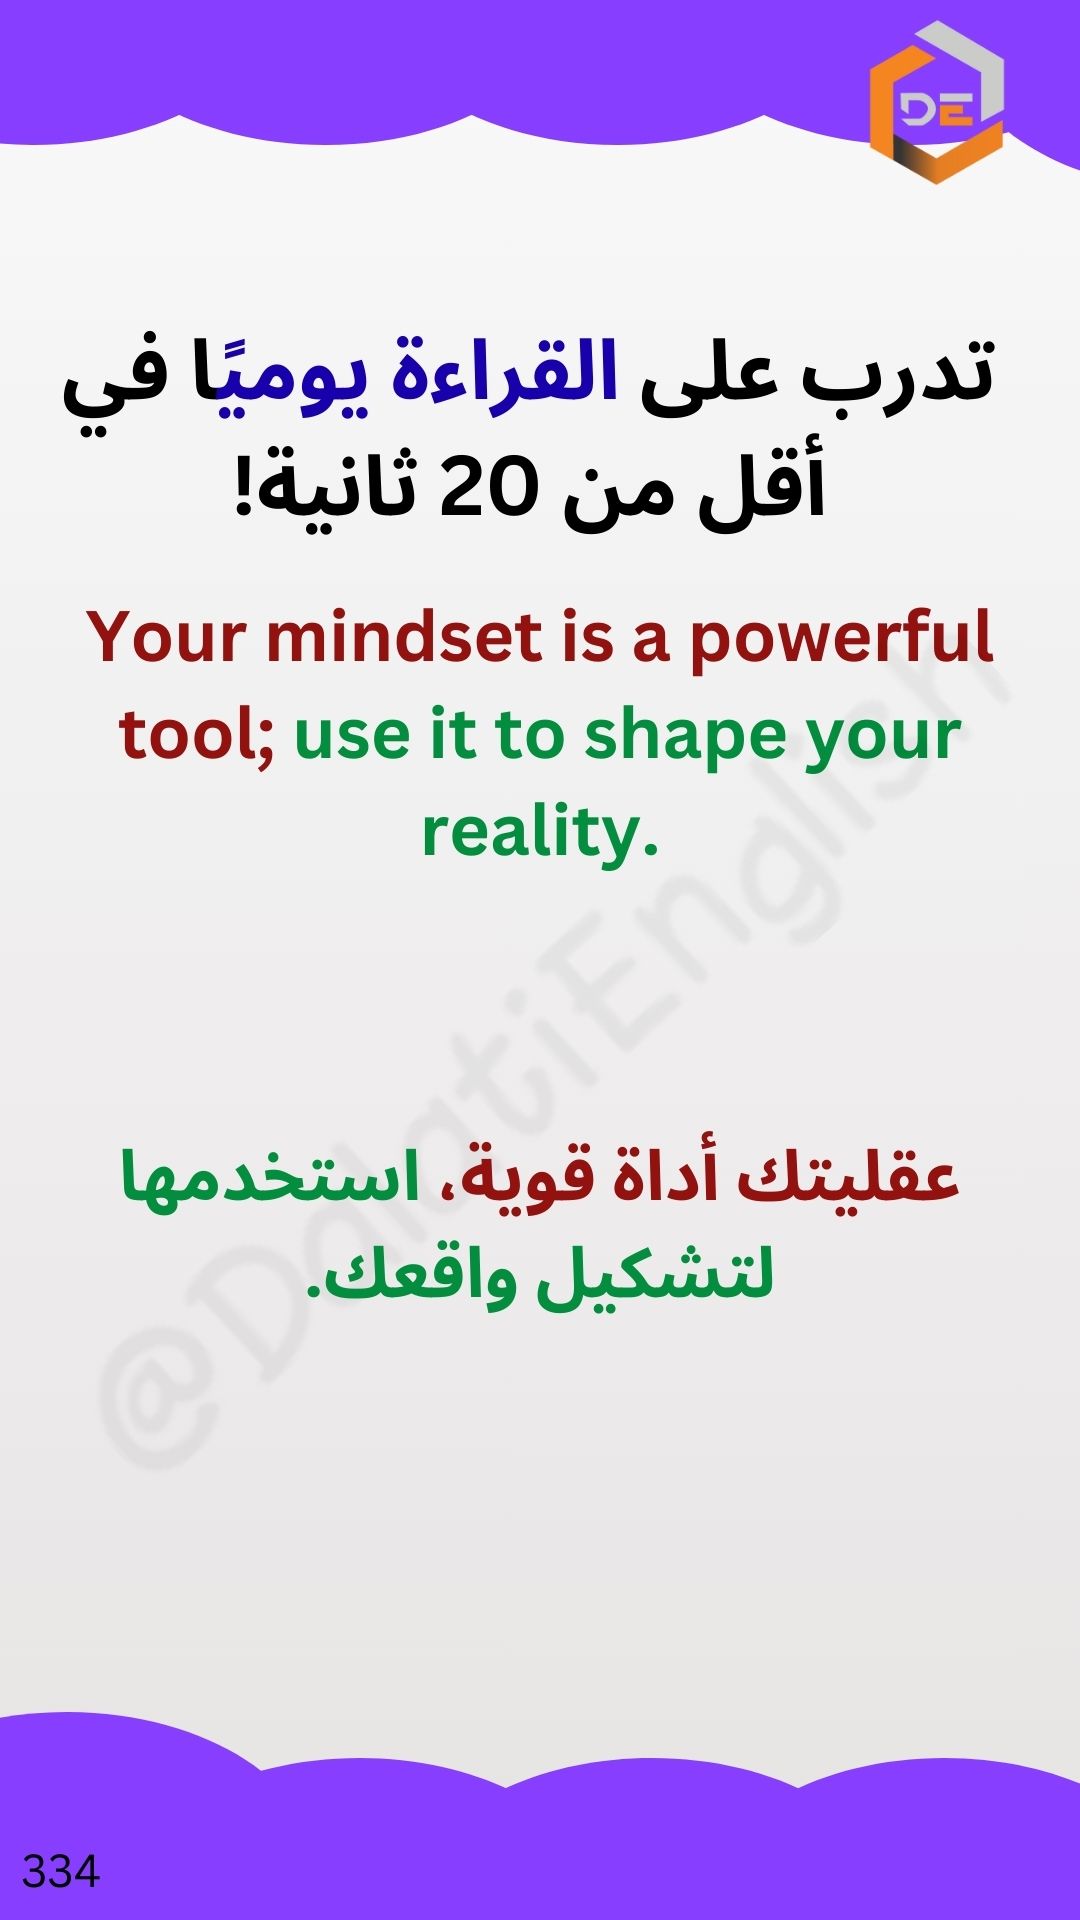 DE
تدرب على القراءة يوميًا في
أقل من 20 ثانية!
Your mindset is a powerful
tool; use it to shape your
reality.
@DalatiEnglish
عقليتك أداة قوية، استخدمها
لتشكيل واقعك.
334